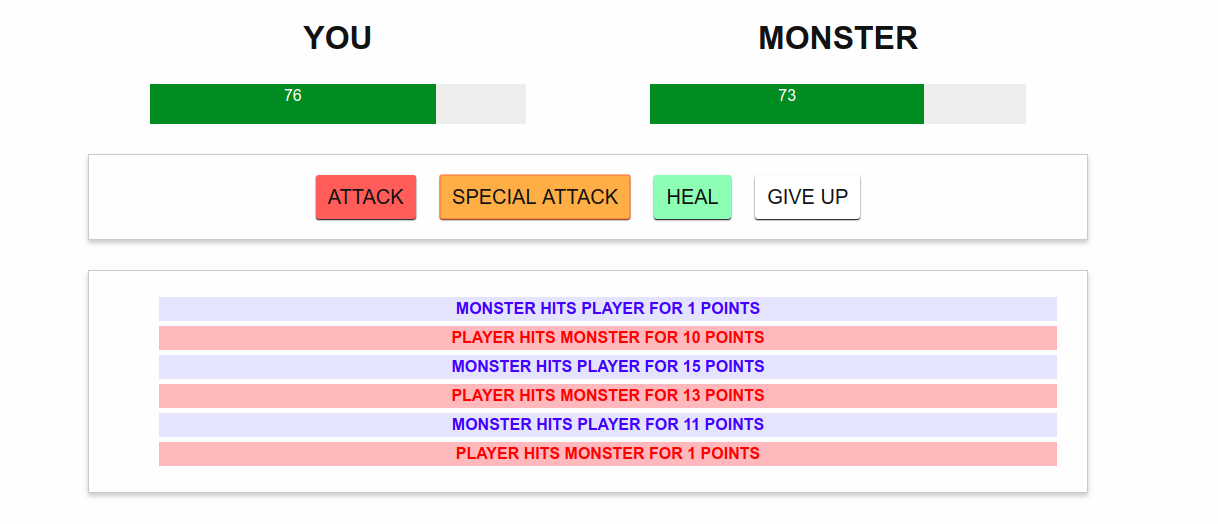 YOU
MONSTER
76
73
ATTACK
SPECIAL ATTACK
HEAL
GIVE UP
MONSTER HITS PLAYER FOR 1 POINTS
PLAYER HITS MONSTER FOR 10 POINTS
MONSTER HITS PLAYER FOR 15 POINTS
PLAYER HITS MONSTER FOR 13 POINTS
MONSTER HITS PLAYER FOR 11 POINTS
PLAYER HITS MONSTER FOR 1 POINTS